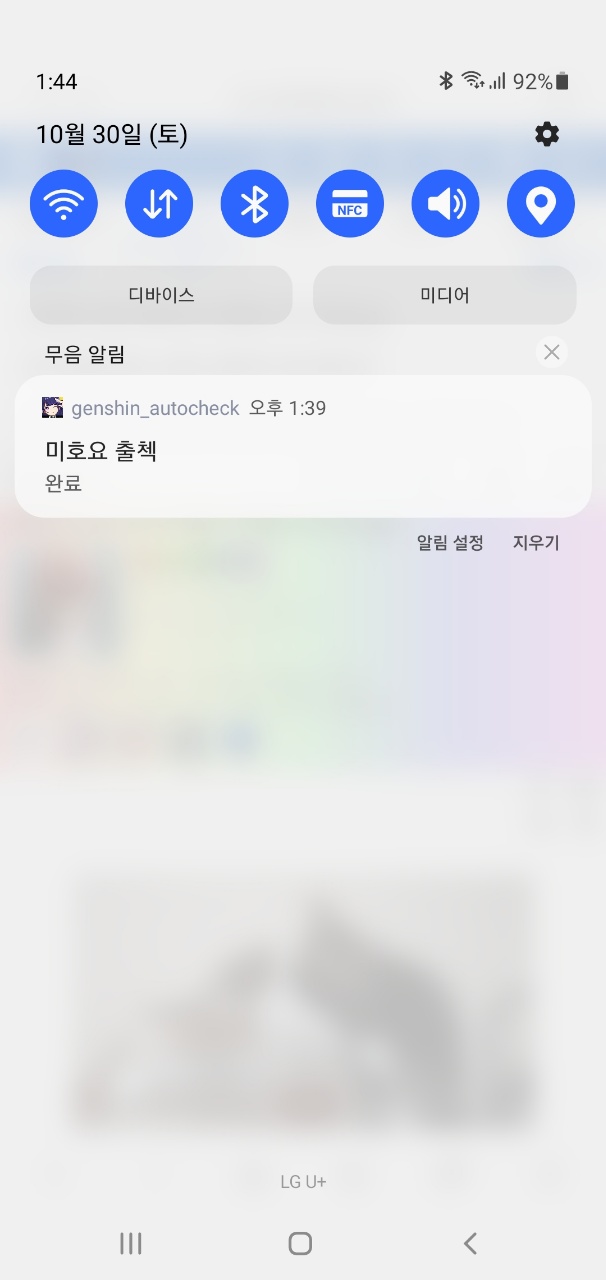 1:44
92%
10월 30일 (토)
NFC
디바이스
미디어
무음 알림
genshin_autocheck 오후 1:39
미호요 출첵
완료
알림 설정 지우기
LG U+